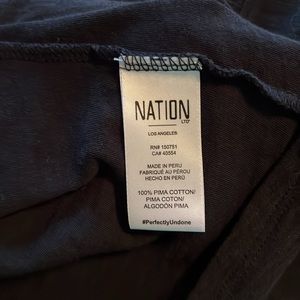 NATION
LTD
LOS ANGELES
RN# 150751
CA# 40554
MADE IN PERU
FABRIQUÉ AU PÉROU
HECHO EN PERÚ
100% PIMA COTTON/
PIMA COTON/
ALGODÓN PIMA
#PerfectlyUndone